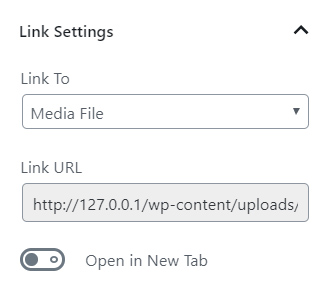 Link Settings
Link To
Media File
Link URL
http://127.0.0.1/wp-content/uploads/
Open in New Tab